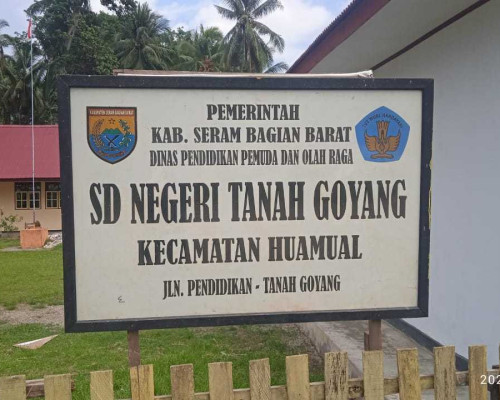 PEMERINTAH
KAB. SERAM BAGIAN BARAT
DINAS PENDIDIKAN PEMUDA DAN OLAH RAGA
SD NEGERI TANAH GOYANG
KECAMATAN HUAMUAL
JLN. PENDIDIKAN - TANAH GOYANG
202